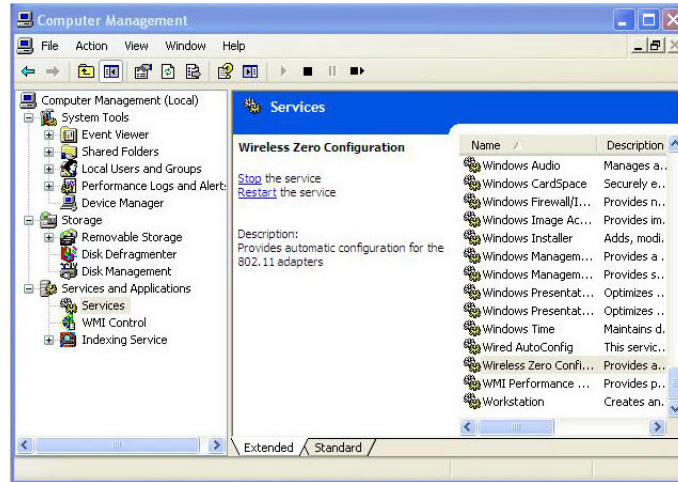 Computer Management
File Action View Window Help
Computer Management (Local)
System Tools
Event Viewer
Shared Folders
Local Users and Groups
Performance Logs and Alert:
Device Manager
Storage
Removable Storage
Disk Defragmenter
Disk Management
Services and Applications
Services
WMI Control
Indexing Service
Services
Wireless Zero Configuration
Stop the service
Restart the service
Description:
Provides automatic configuration for the
802.11 adapters
Name Description
Windows Audio Manages a..
Windows CardSpace Securely e..
Windows Firewall/I... Provides n..
Windows Image Ac... Provides im.
Windows Installer Adds, modi.
Windows Managem... Provides a .
Windows Managem... Provides s..
Windows Presentat... Optimizes ..
Windows Presentat... Optimizes ..
Windows Time Maintains d.
Wired AutoConfig This servic..
Wireless Zero Confi... Provides a..
WMI Performance ... Provides p..
Workstation Creates an.
Extended Standard